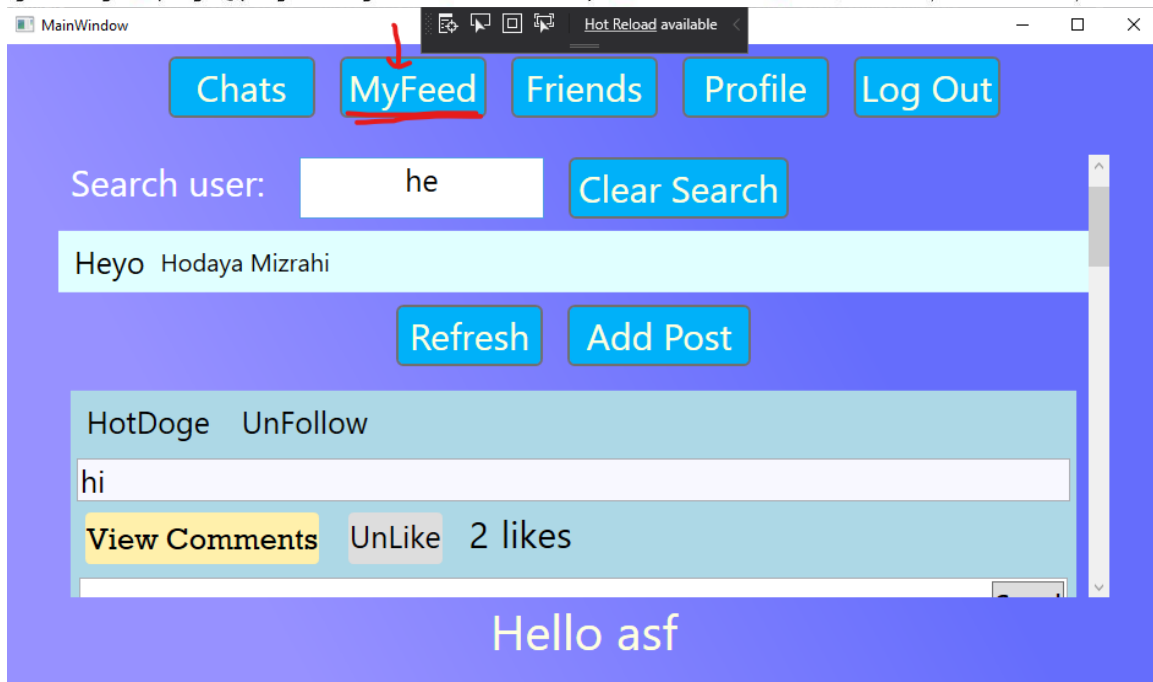 MainWindow
Hot Reload available
Chats MyFeed Friends Profile Log Out
Search user: he Clear Search
Heyo Hodaya Mizrahi
Refresh Add Post
HotDoge UnFollow
hi
View Comments UnLike 2 likes
Hello asf